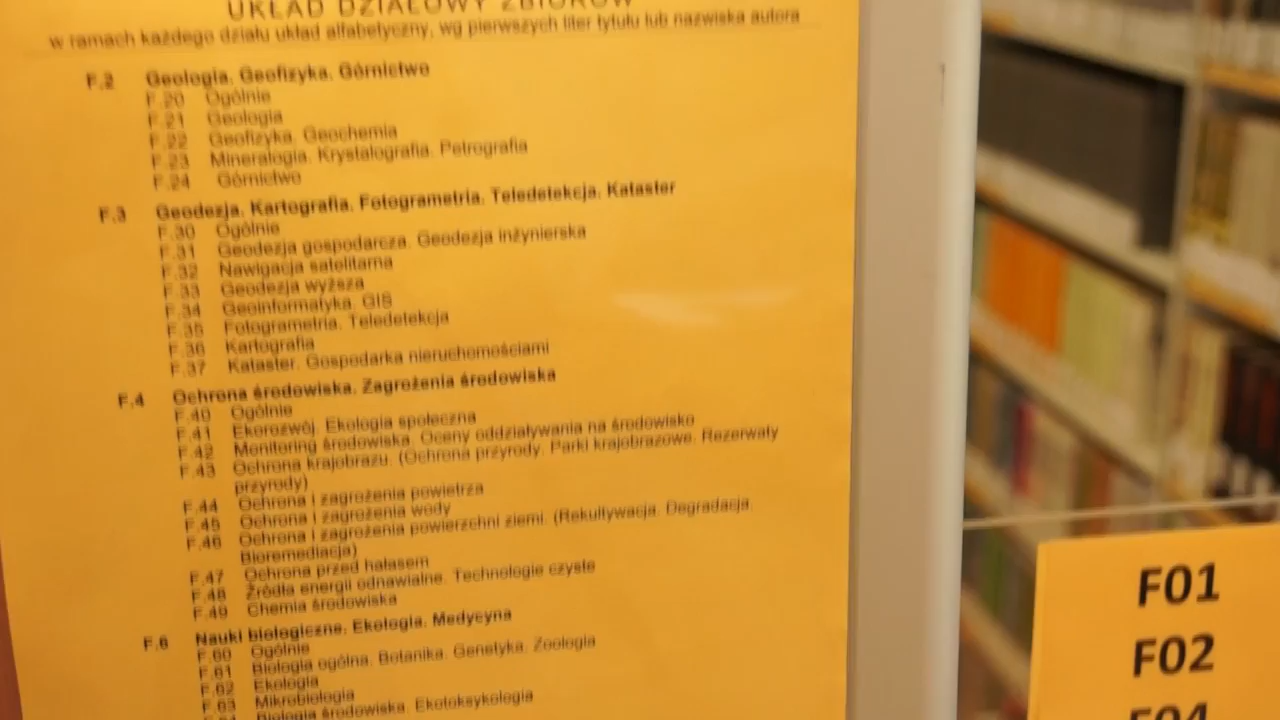 UKŁAD DZIAŁOWY ZBIORÓW
w ramach każdego działu układ alfabetyczny, wg pierwszych liter tytułu lub nazwiska autora
F.2 Geologia. Geofizyka. Górnictwo
F.20 Ogólnie
F.21 Geologia
F.22 Geofizyka. Geochemia
F.23 Mineralogia. Krystalografia. Petrografia
F.24 Górnictwo
F.3 Geodezja. Kartografia. Fotogrametria. Teledetekcja. Kataster
F.30 Ogólnie
F.31 Geodezja gospodarcza. Geodezja inżynierska
F.32 Nawigacja satelitarna
F.33 Geodezja wyższa
F.34 Geoinformatyka. GIS
F.35 Fotogrametria. Teledetekcja
F.36 Kartografia
F.37 Kataster. Gospodarka nieruchomościami
F.4 Ochrona środowiska. Zagrożenia środowiska
F.40 Ogólnie
F.41 Ekorozwój. Ekologia społeczna
F.42 Monitoring środowiska. Oceny oddziaływania na środowisko
F.43 Ochrona krajobrazu. (Ochrona przyrody. Parki krajobrazowe. Rezerwaty
przyrody)
F.44 Ochrona i zagrożenia powietrza
F.45 Ochrona i zagrożenia wody
F.46 Ochrona i zagrożenia powierzchni ziemi. (Rekultywacja. Degradacja.
Bioremediacja)
F.47 Ochrona przed hałasem
F.48 Źródła energii odnawialne. Technologie czyste
F.49 Chemia środowiska
F.6 Nauki biologiczne. Ekologia. Medycyna
F.60 Ogólnie
F.61 Biologia ogólna. Botanika. Genetyka. Zoologia
F.62 Ekologia
F.63 Mikrobiologia
F.64 Biologia środowiska. Ekotoksykologia
F01
F02
F04